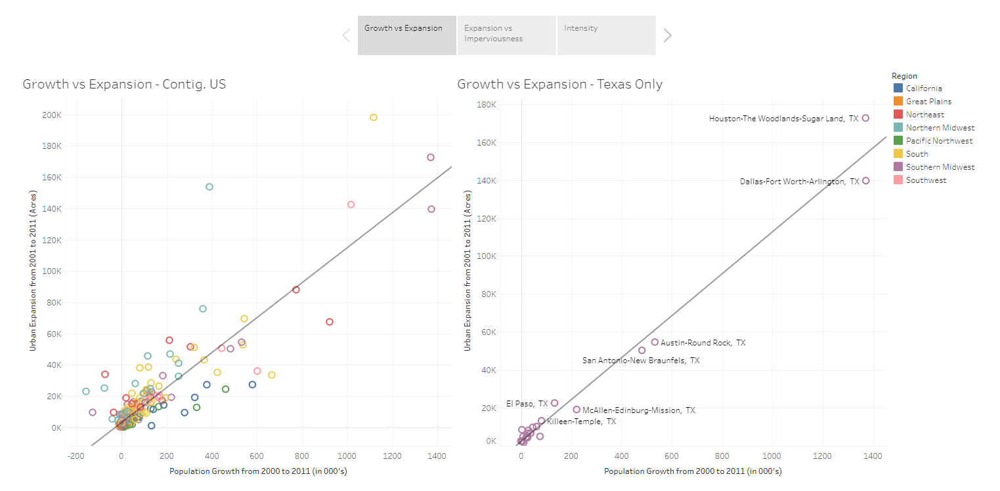 Growth vs Expansion
Expansion vs
Imperviousness
Intensity
Growth vs Expansion - Contig. US
Urban Expansion from 2001 to 2011 (Acres)
200K
180K
160K
140K
120K
100K
80K
60K
40K
20K
0K
-200
0
200
400
600
800
1000
1200
1400
Population Growth from 2000 to 2011 (in 000's)
Growth vs Expansion - Texas Only
Urban Expansion from 2001 to 2011 (Acres)
180K
160K
140K
120K
100K
80K
60K
40K
20K
0K
Houston-The Woodlands-Sugar Land, TX
Dallas-Fort Worth-Arlington, TX
Austin-Round Rock, TX
San Antonio-New Braunfels, TX
El Paso, TX
McAllen-Edinburg-Mission, TX
Killeen-Temple, TX
0
200
400
600
800
1000
1200
1400
Population Growth from 2000 to 2011 (in 000's)
Region
California
Great Plains
Northeast
Northern Midwest
Pacific Northwest
South
Southern Midwest
Southwest